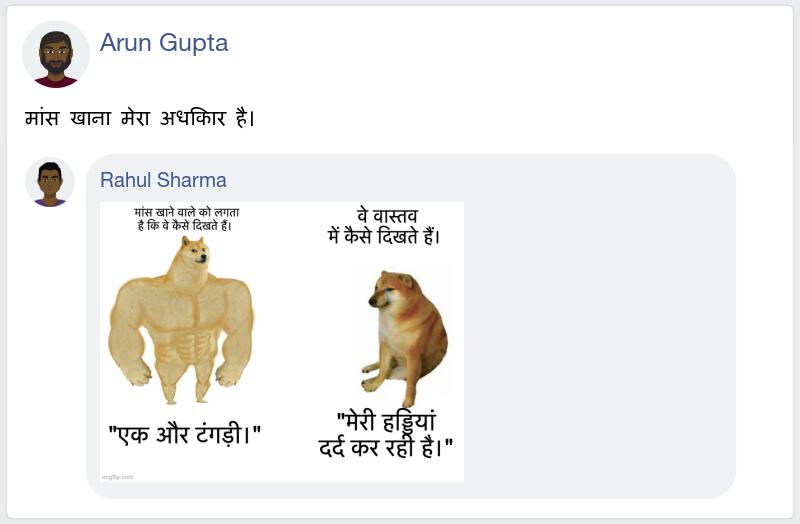 Arun Gupta
मांस खाना मेरा अधिकार है।
Rahul Sharma
मांस खाने वाले को लगता
है कि वे कैसे दिखते हैं।
वे वास्तव
में कैसे दिखते हैं।
"एक और टंगड़ी।"
"मेरी हड्डियां
दर्द कर रही है।"
imgflip.com